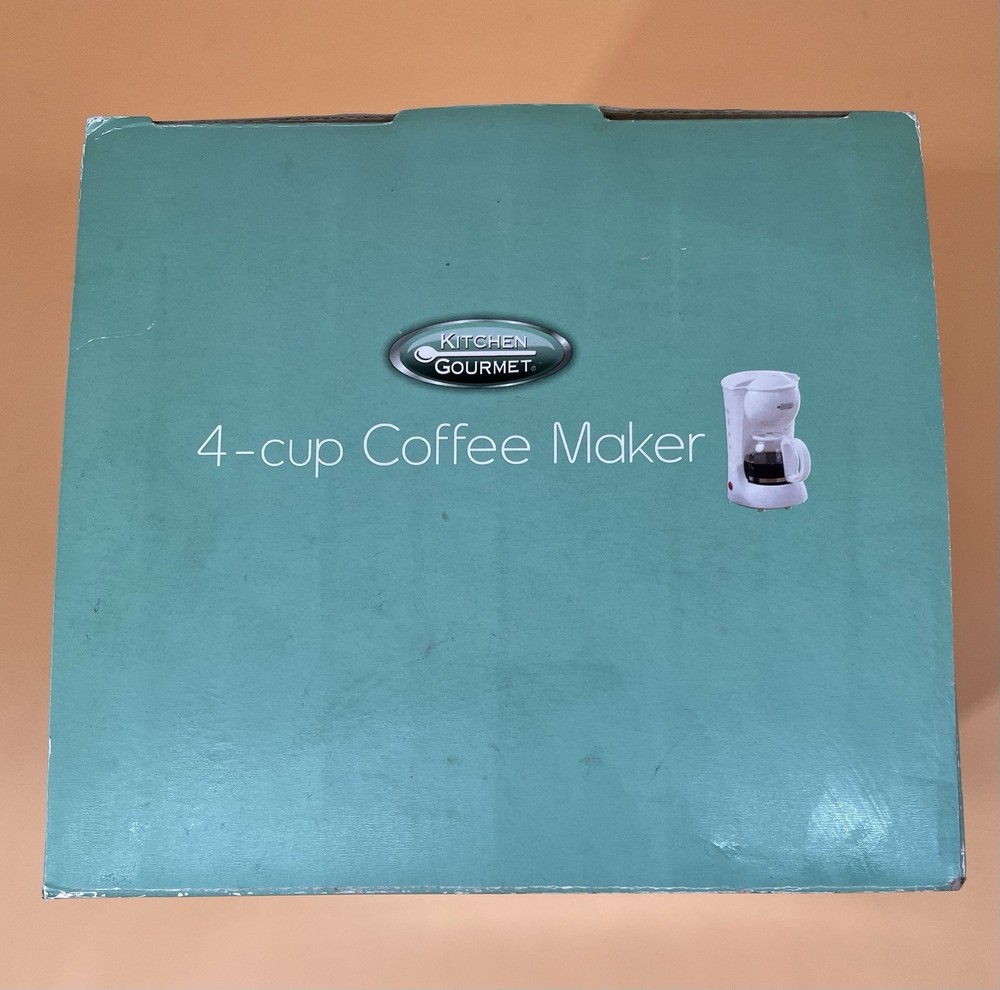 KITCHEN
GOURMET®
4-cup Coffee Maker